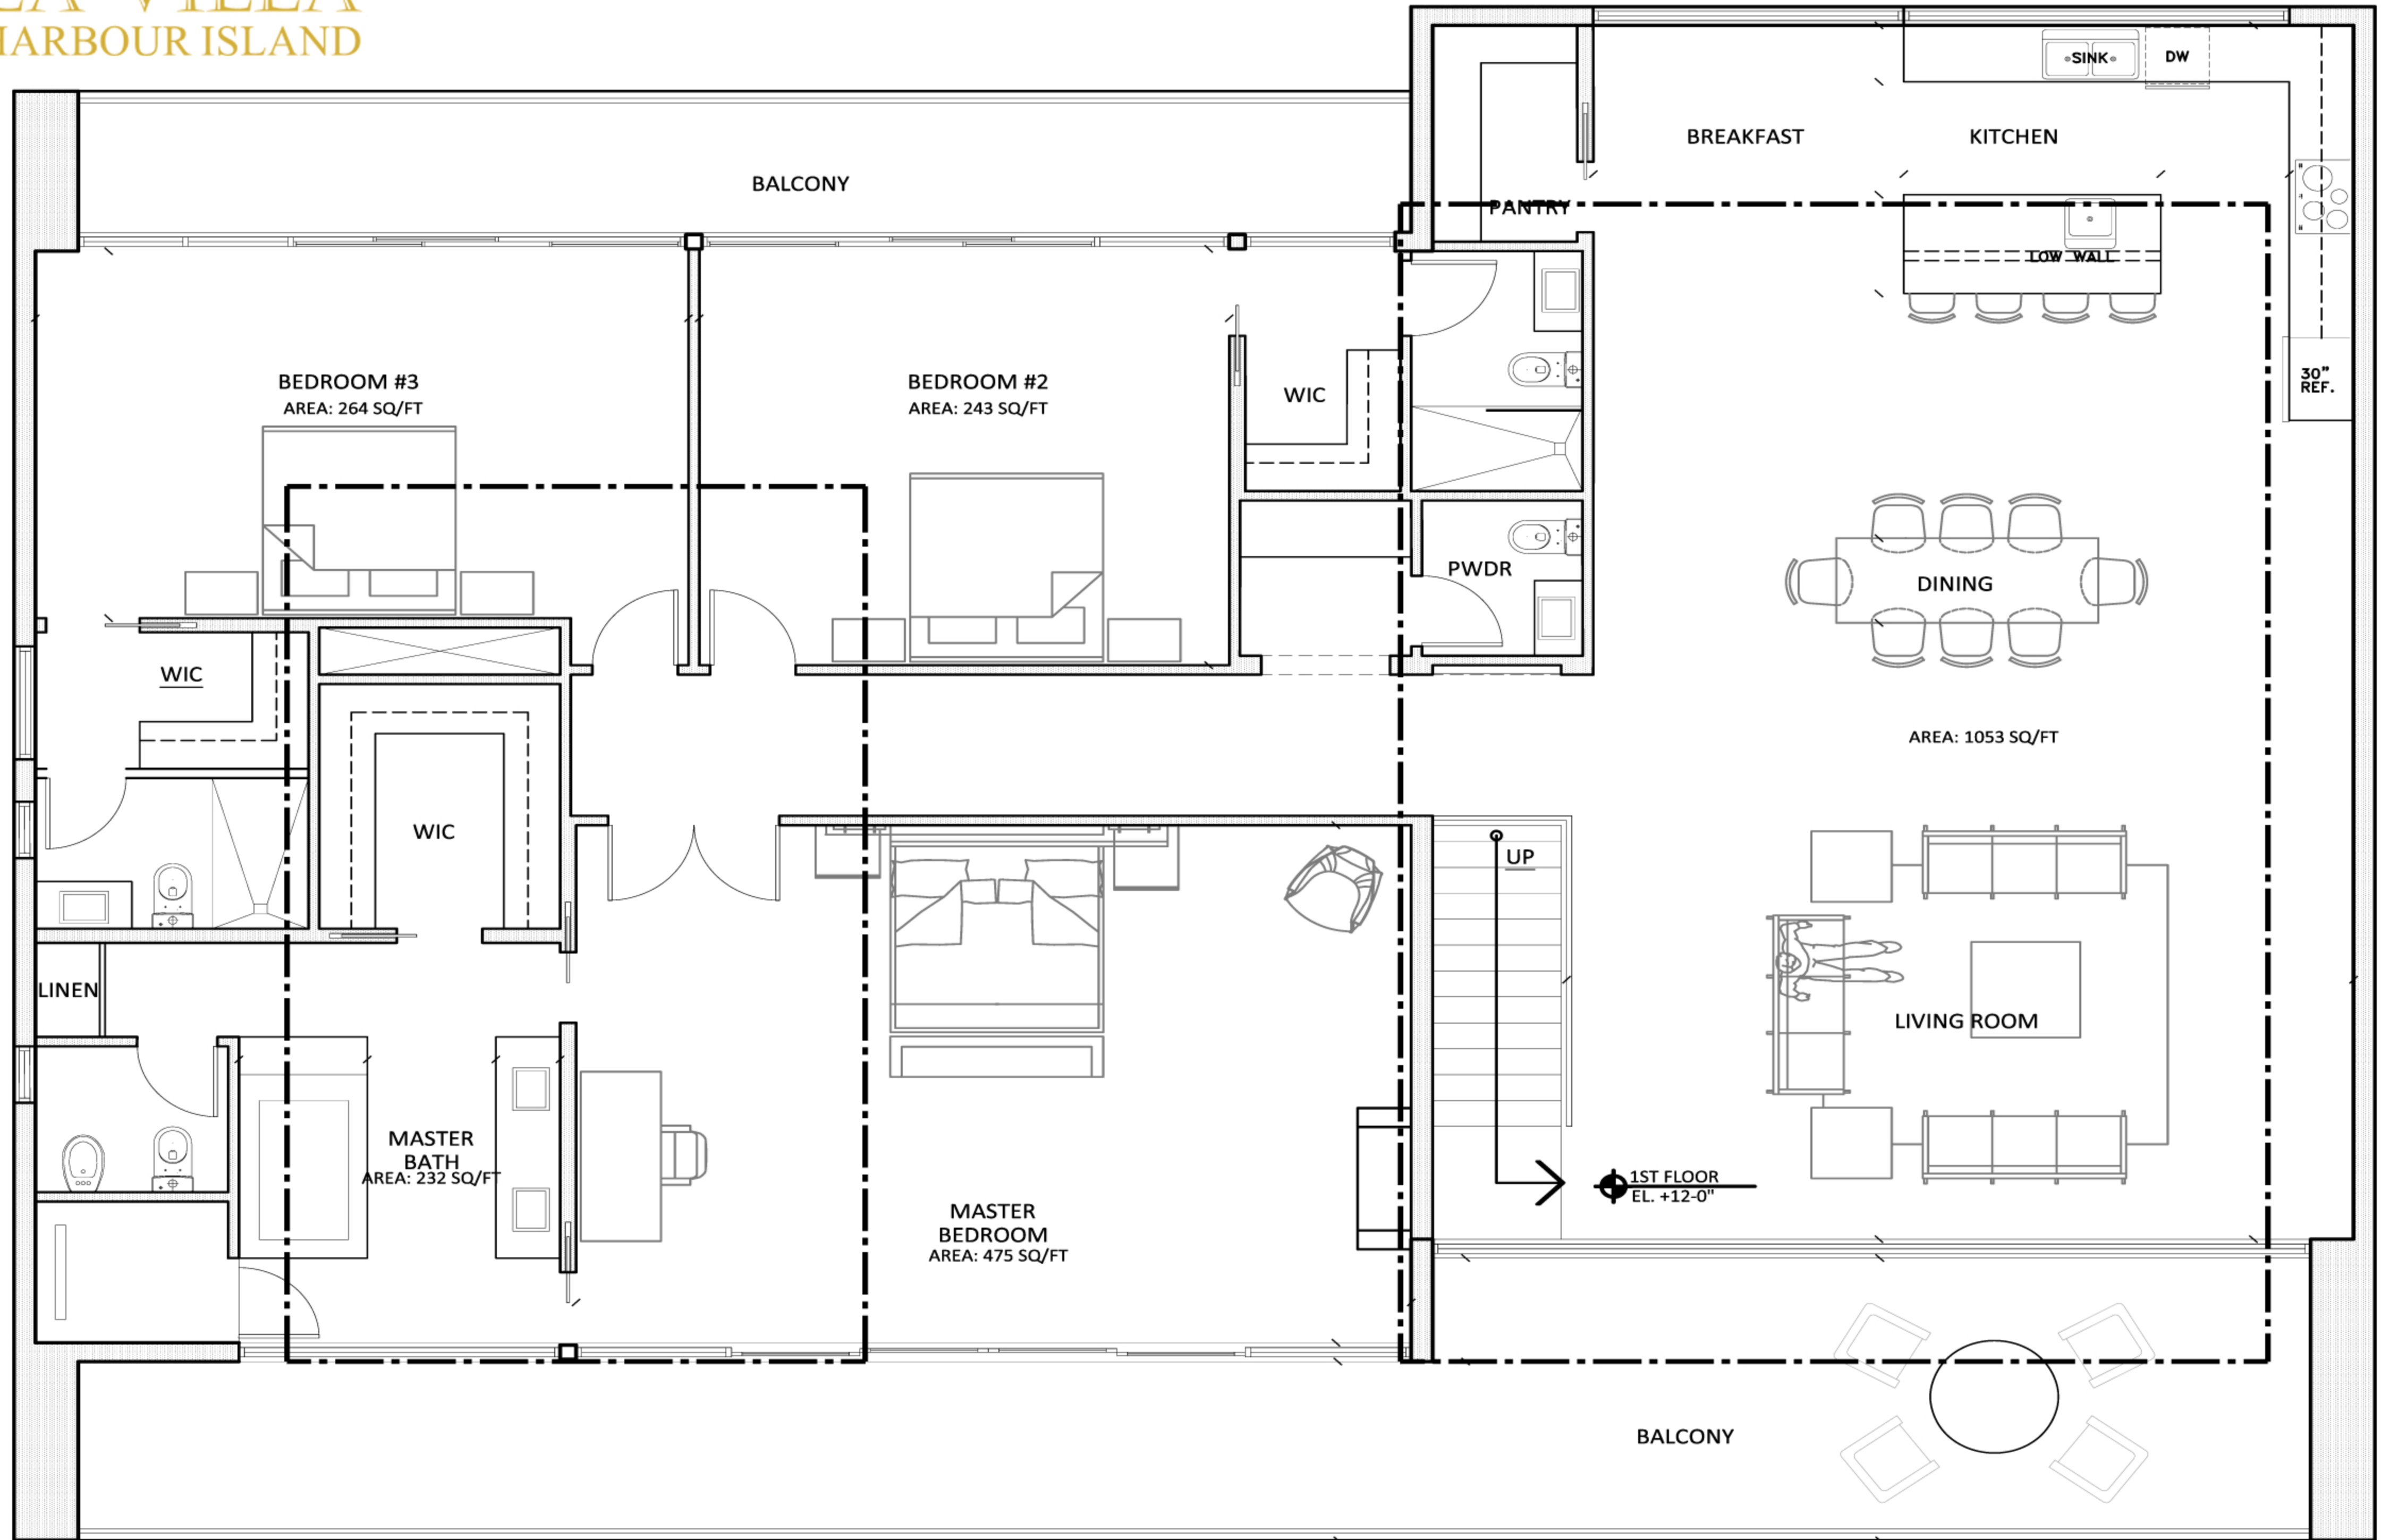 LA VILLA
HARBOUR ISLAND
SINK
DW
BREAKFAST
KITCHEN
BALCONY
PANTRY
LOW WALL
BEDROOM #3
AREA: 264 SQ/FT
BEDROOM #2
AREA: 243 SQ/FT
WIC
30"
REF.
PWDR
DINING
WIC
AREA: 1053 SQ/FT
WIC
UP
LINEN
LIVING ROOM
MASTER
BATH
AREA: 232 SQ/FT
1ST FLOOR
EL. +12-0"
MASTER
BEDROOM
AREA: 475 SQ/FT
BALCONY